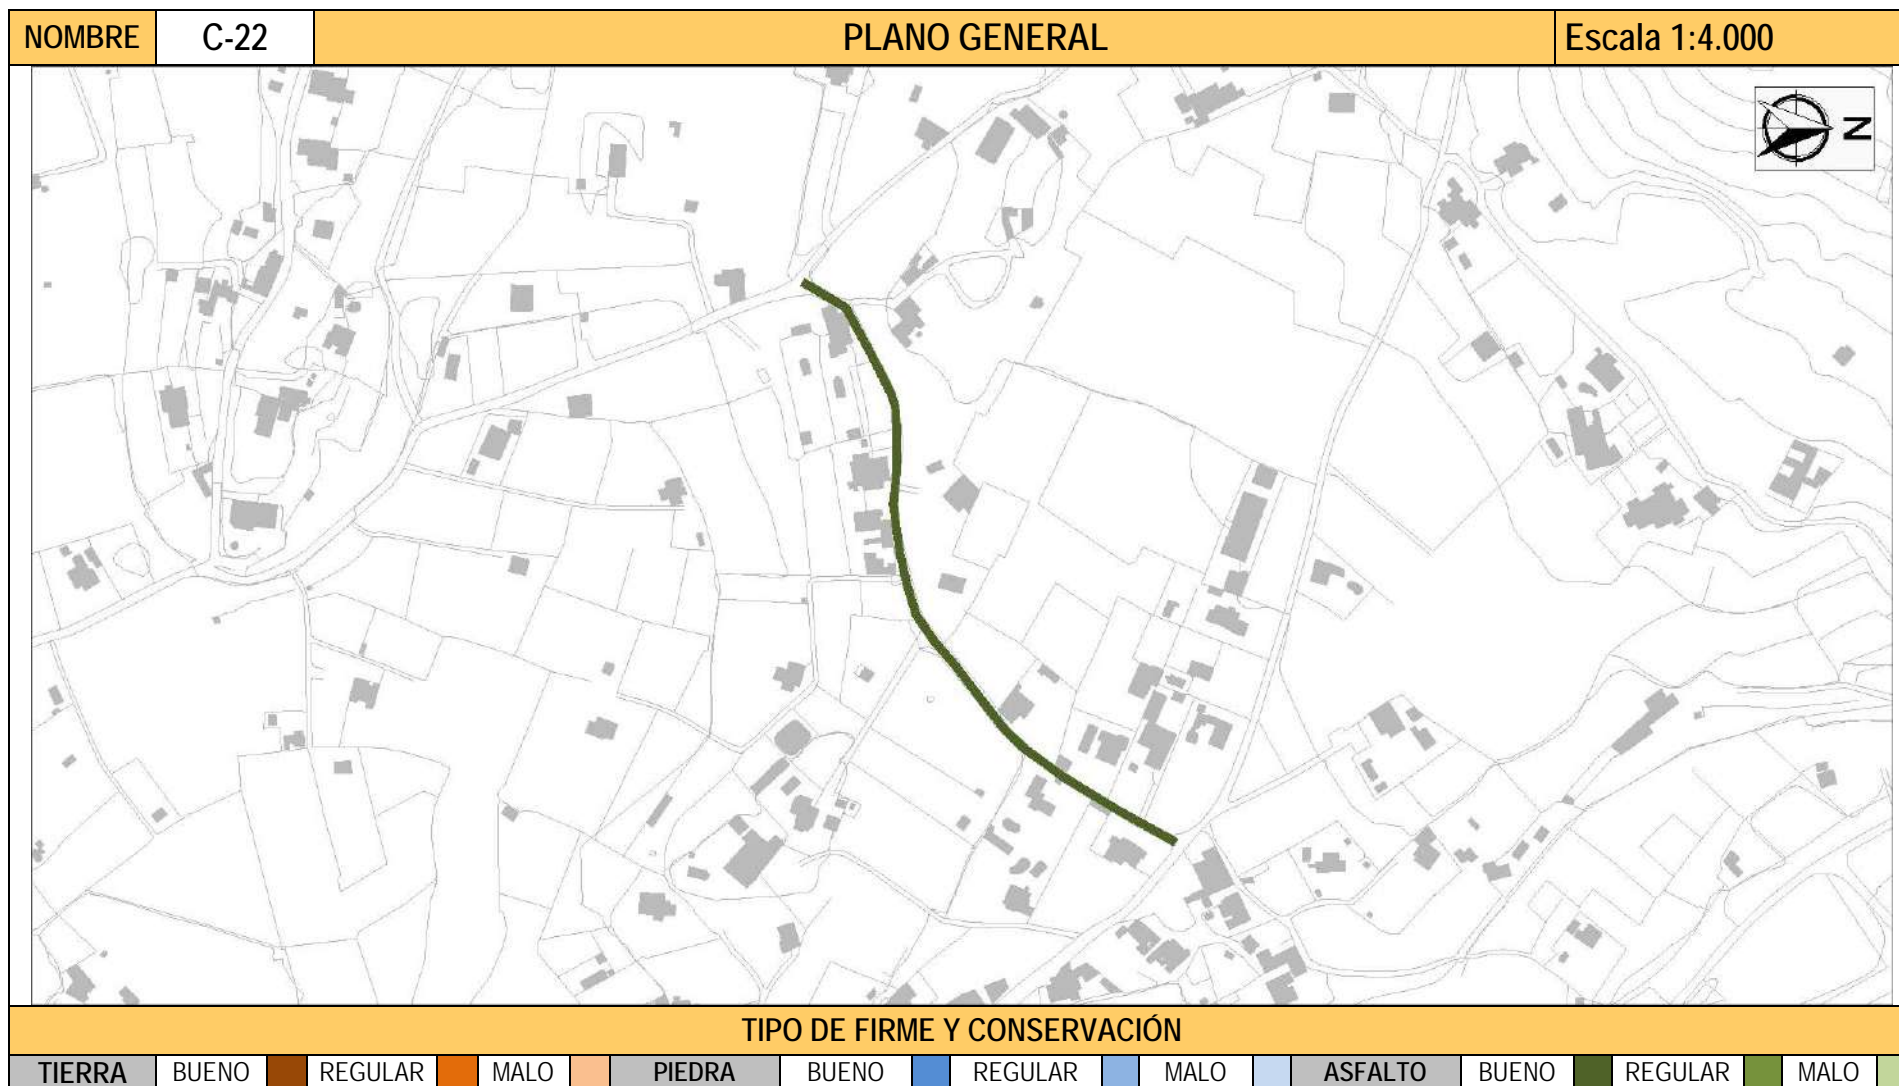 NOMBRE C-22 PLANO GENERAL Escala 1:4.000
N
TIPO DE FIRME Y CONSERVACIÓN
TIERRA BUENO REGULAR MALO PIEDRA BUENO REGULAR MALO ASFALTO BUENO REGULAR MALO